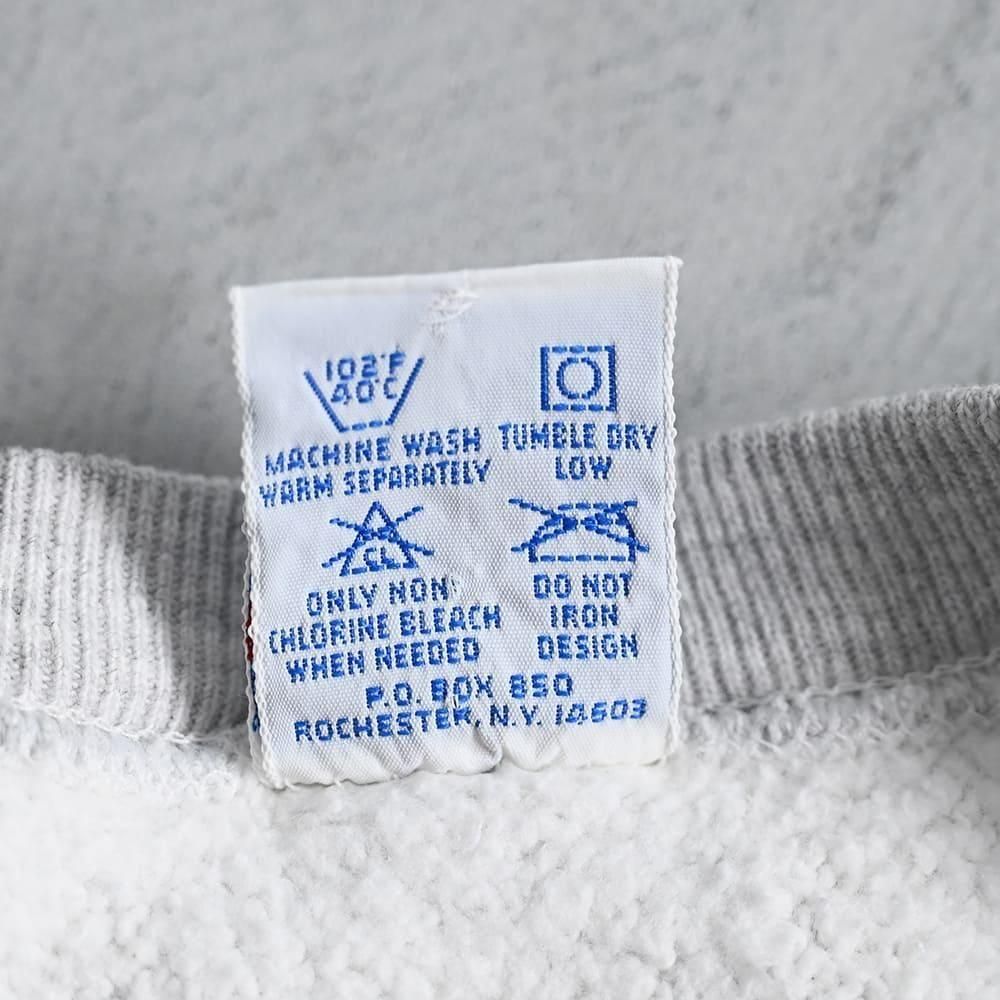 102°F
40°C
MACHINE WASH
WARM SEPARATELY
TUMBLE DRY
LOW
CL
ONLY NON
CHLORINE BLEACH
WHEN NEEDED
DO NOT
IRON
DESIGN
P.O. BOX 850
ROCHESTER, N.Y. 14603